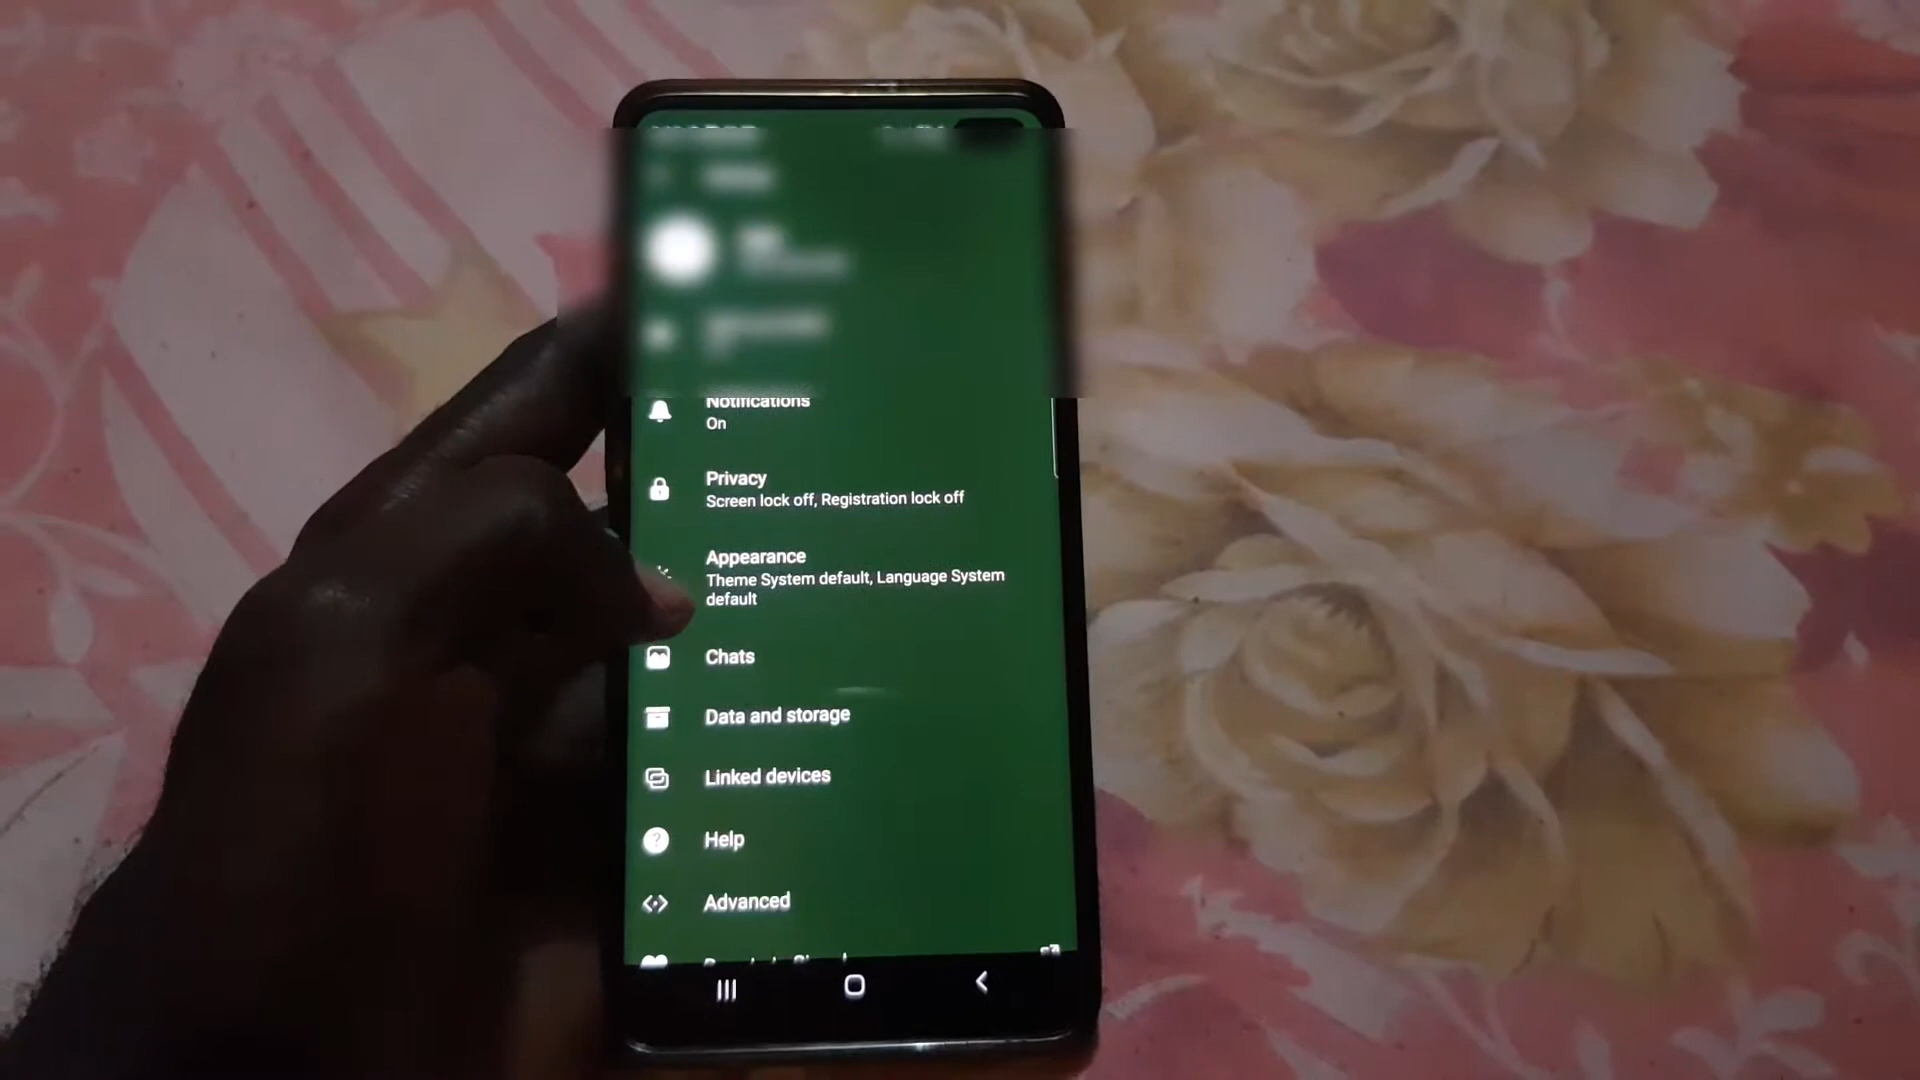 Notifications
On
Privacy
Screen lock off, Registration lock off
Appearance
Theme System default, Language System
default
Chats
Data and storage
Linked devices
Help
Advanced